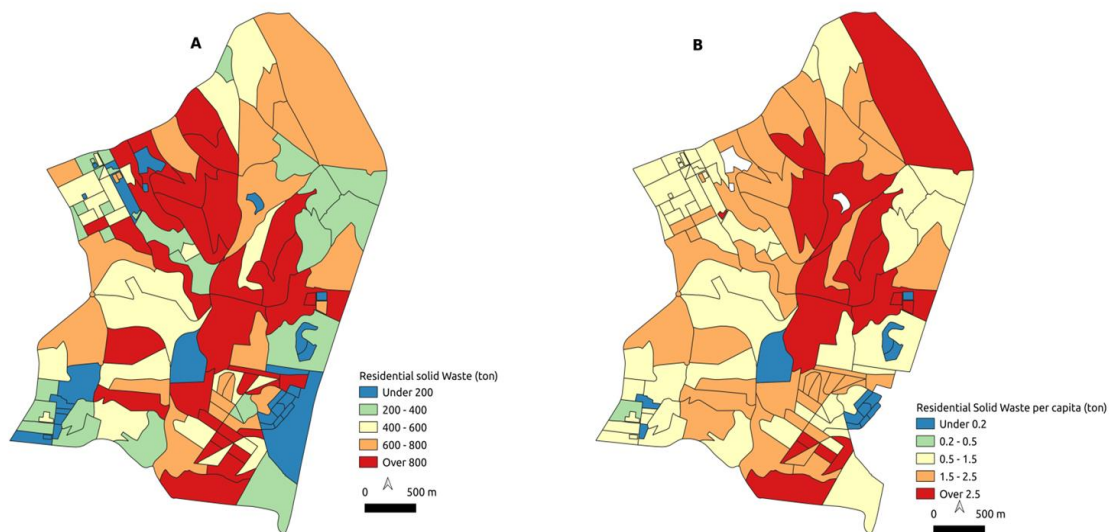 A
B
Residential solid Waste (ton)
Under 200
200 - 400
400 - 600
600 - 800
Over 800
0 500 m
Residential Solid Waste per capita (ton)
Under 0.2
0.2 - 0.5
0.5 - 1.5
1.5 - 2.5
Over 2.5
0 500 m